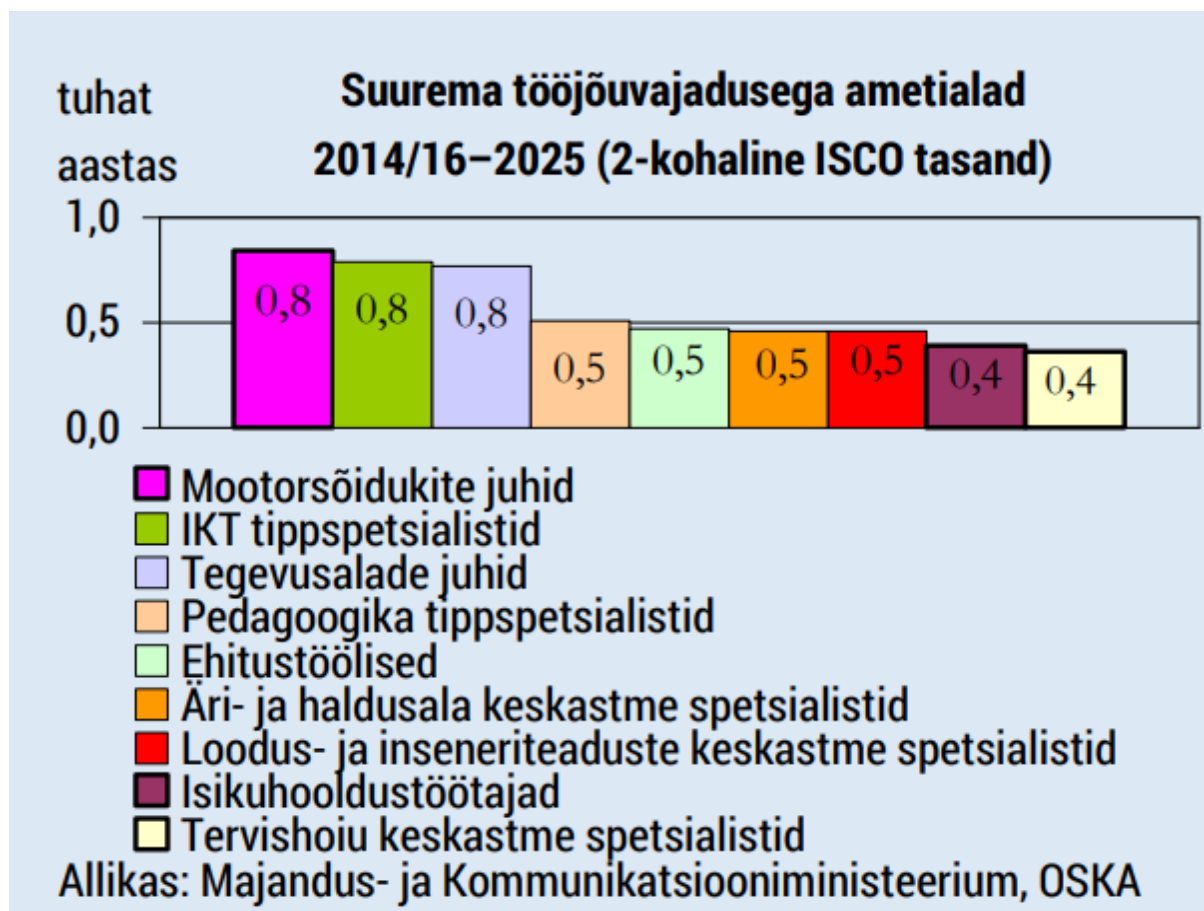 tuhat
aastas
Suurema tööjõuvajadusega ametialad
2014/16–2025 (2-kohaline ISCO tasand)
1,0
0,5
0,0
0,8
0,8
0,8
0,5
0,5
0,5
0,5
0,4
0,4
Mootorsõidukite juhid
IKT tippspetsialistid
Tegevusalade juhid
Pedagoogika tippspetsialistid
Ehitustöölised
Äri- ja haldusala keskastme spetsialistid
Loodus- ja inseneriteaduste keskastme spetsialistid
Isikuhooldustöötajad
Tervishoiu keskastme spetsialistid
Allikas: Majandus- ja Kommunikatsiooniministeerium, OSKA